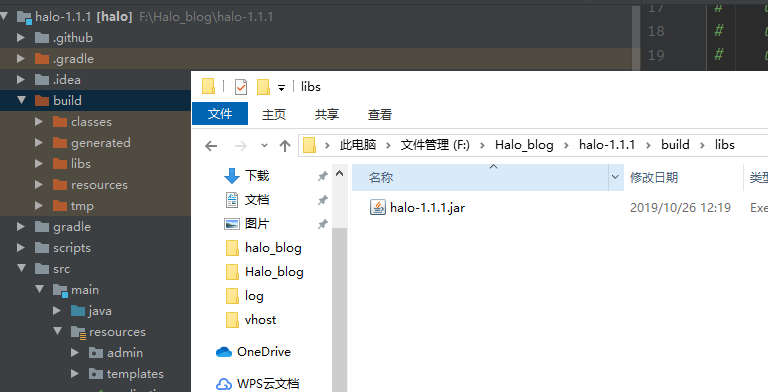 halo-1.1.1 [halo] F:\Halo_blog\halo-1.1.1
.github
.gradle
.idea
build
classes
generated
libs
resources
tmp
gradle
scripts
src
main
java
resources
admin
templates
17 #
18 #
19 #
libs
文件 主页 共享 查看
此电脑 > 文件管理 (F:) > Halo_blog > halo-1.1.1 > build > libs
名称 修改日期 类型
下载
文档
图片
halo_blog
Halo_blog
log
vhost
OneDrive
WPS云文档
halo-1.1.1.jar 2019/10/26 12:19 Exe